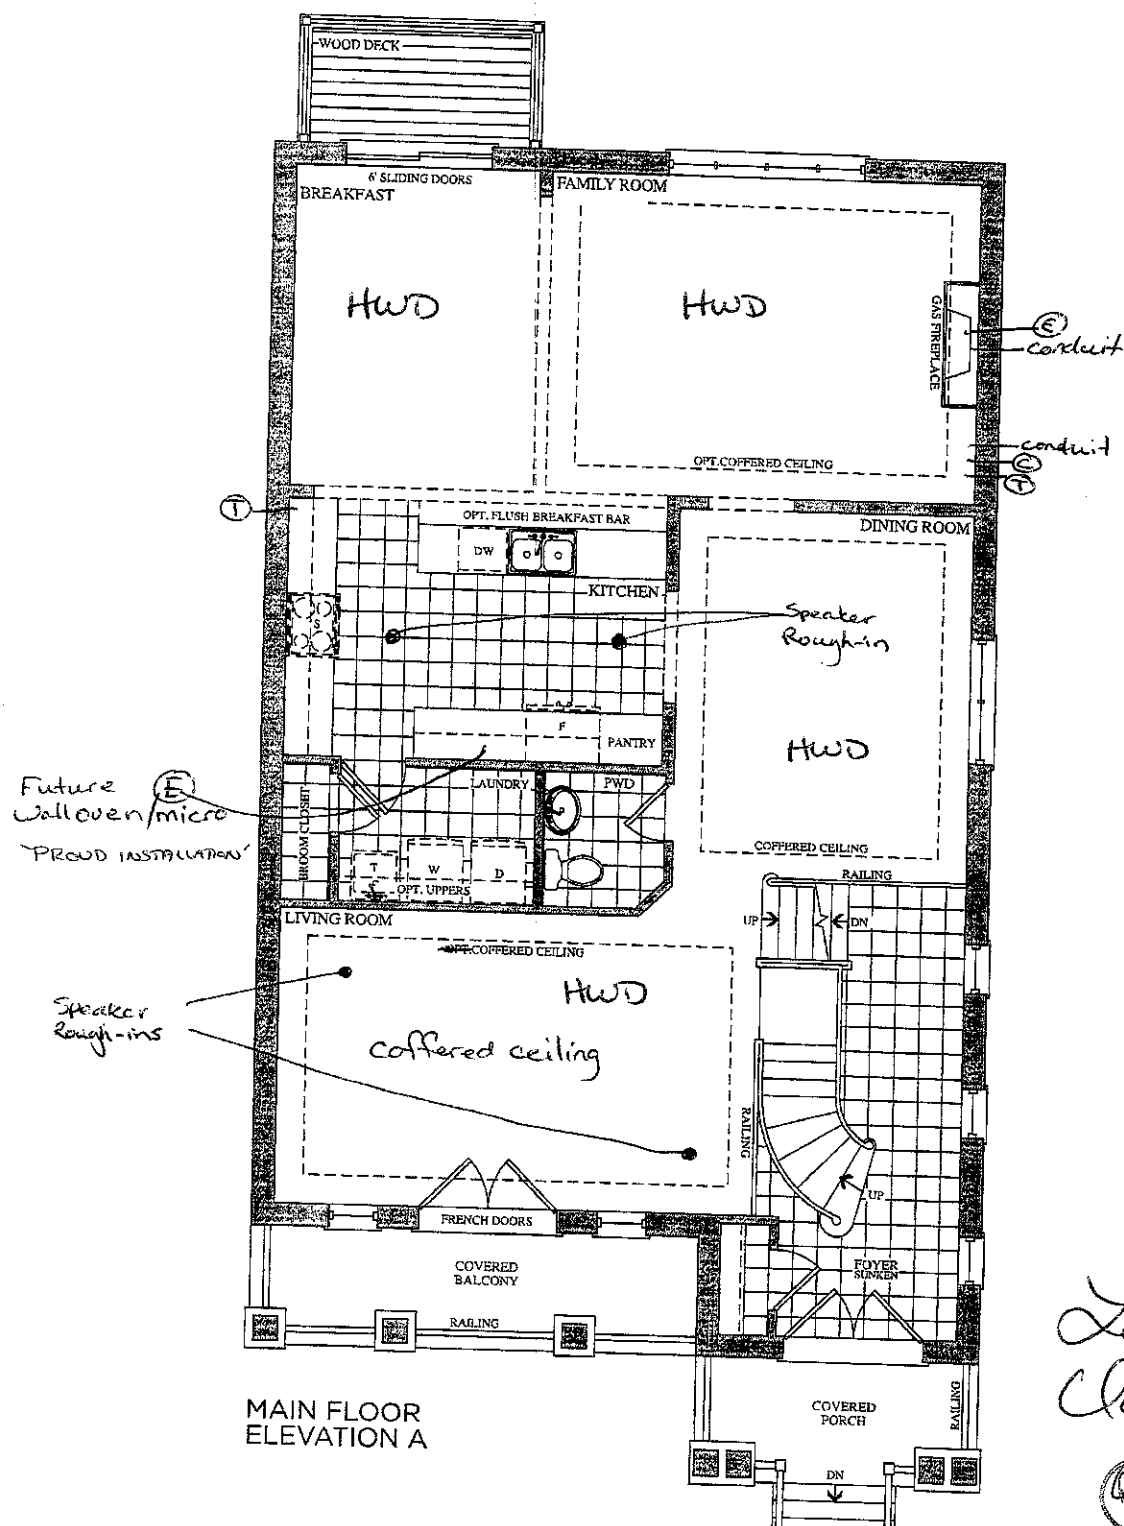 WOOD DECK
6' SLIDING DOORS
BREAKFAST
FAMILY ROOM
HWD
HWD
GAS FIREPLACE
E
conduit
conduit
C
T
OPT. COFFERED CEILING
T
OPT. FLUSH BREAKFAST BAR
DINING ROOM
DW
KITCHEN
S
Speaker
Rough-in
F
PANTRY
HWD
Future E
Walloven/micro
"PROUD INSTALLATION"
BROOM CLOSET
LAUNDRY
PWD
T
W
D
OPT. UPPERS
COFFERED CEILING
RAILING
LIVING ROOM
UP
DN
OPT. COFFERED CEILING
HWD
Speaker
Rough-ins
Coffered ceiling
RAILING
UP
FRENCH DOORS
FOYER
SUNKEN
COVERED
BALCONY
RAILING
MAIN FLOOR
ELEVATION A
COVERED
PORCH
RAILING
DN